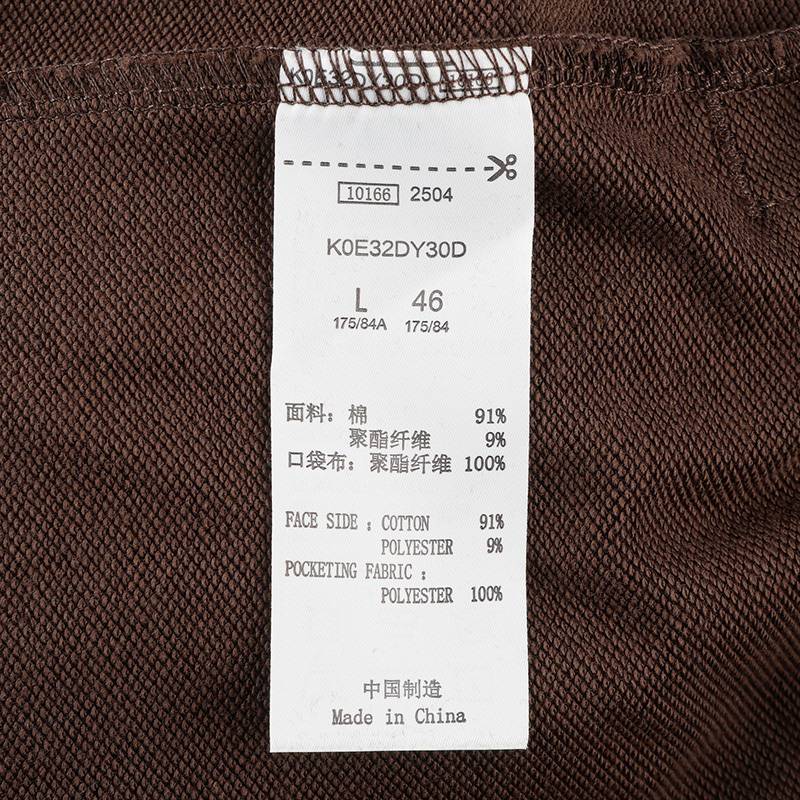 K0E32DY30D
10166 2504
K0E32DY30D
L 46
175/84A 175/84
面料：棉 91%
聚酯纤维 9%
口袋布：聚酯纤维 100%
FACE SIDE : COTTON 91%
POLYESTER 9%
POCKETING FABRIC :
POLYESTER 100%
中国制造
Made in China